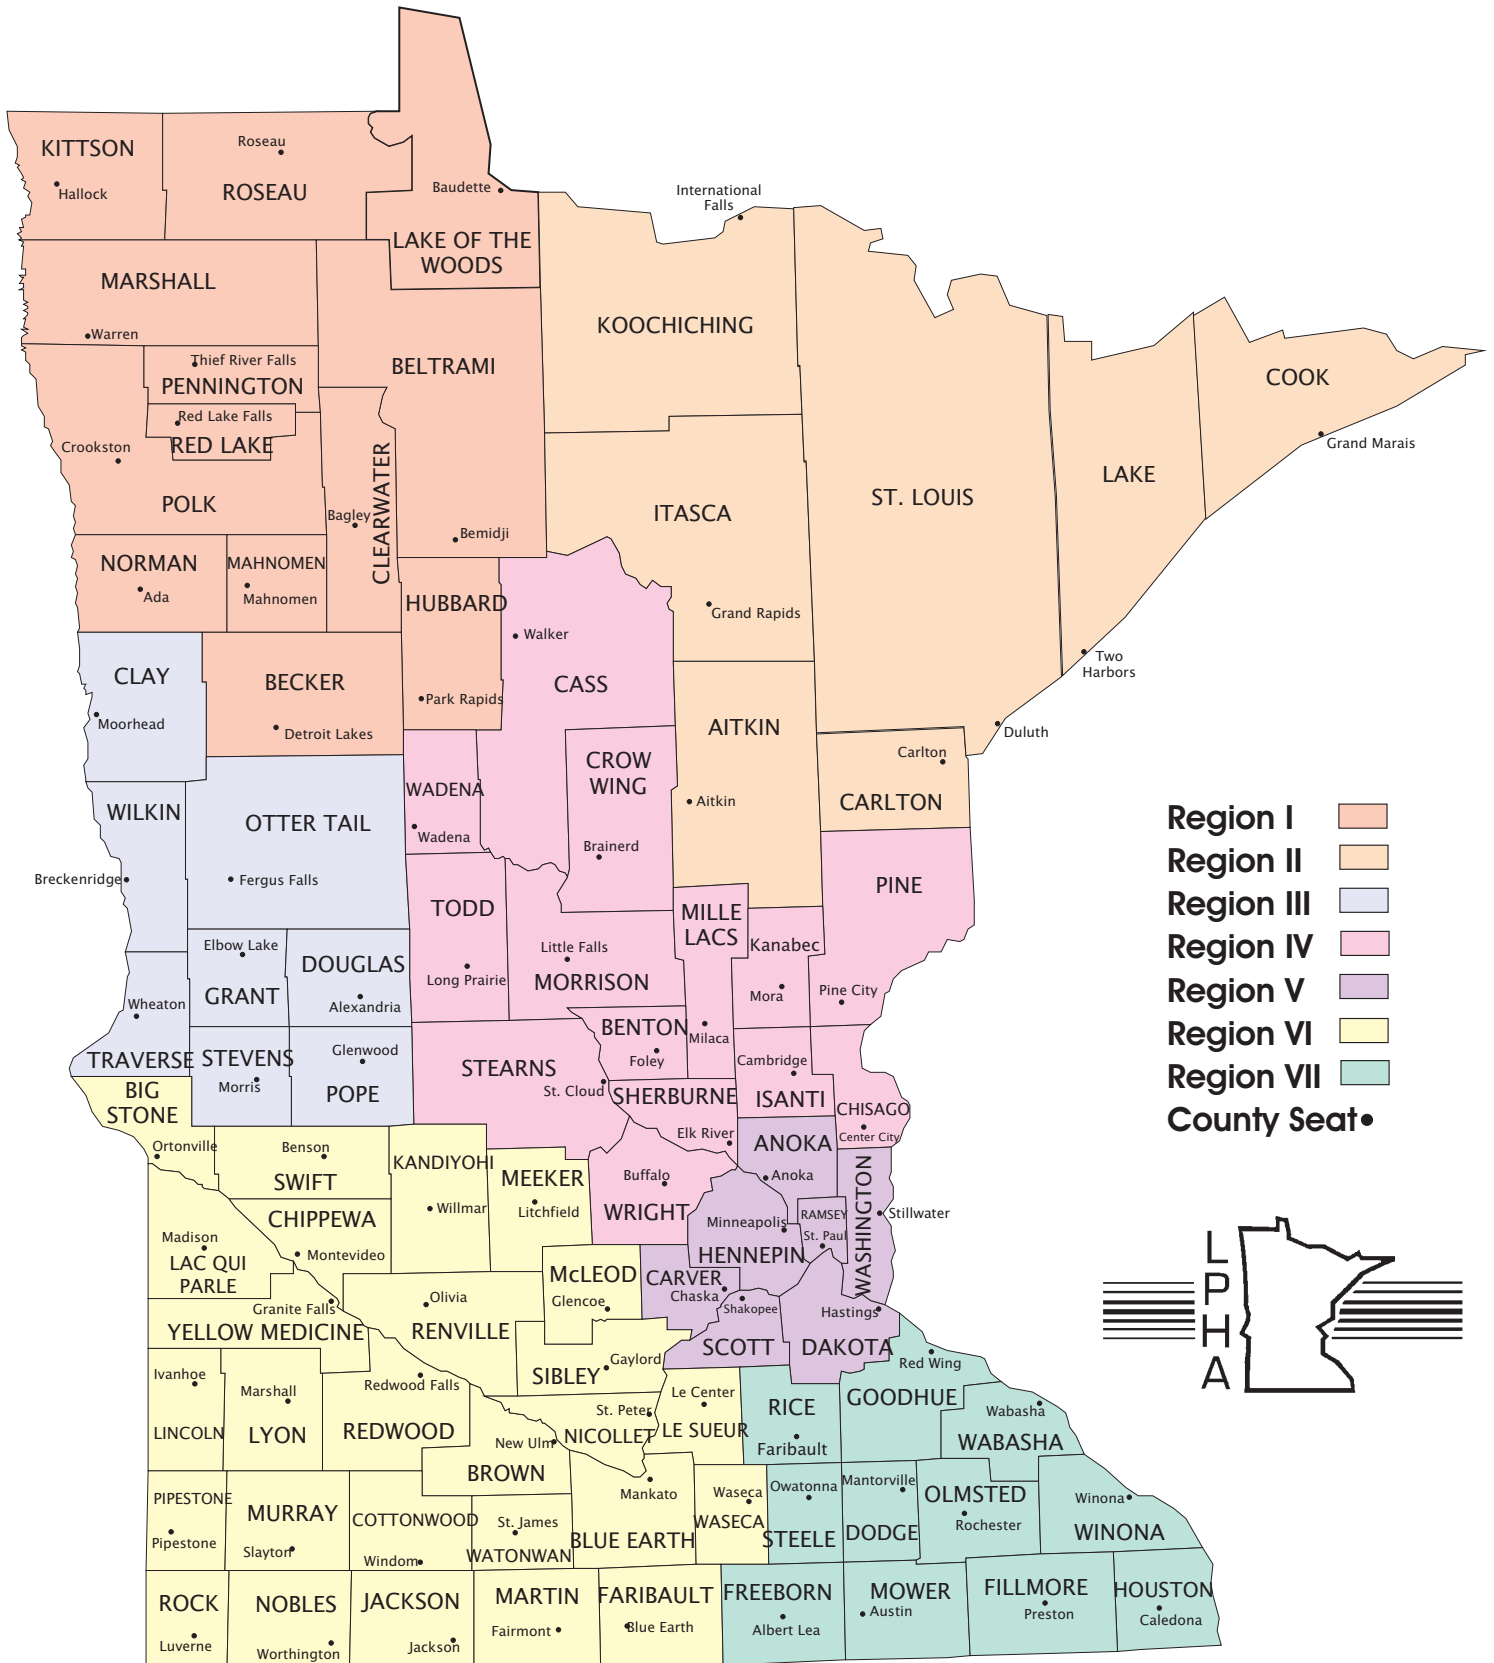 KITTSON
Hallock
Roseau
ROSEAU
Baudette
LAKE OF THE
WOODS
International
Falls
MARSHALL
Warren
KOOCHICHING
BELTRAMI
Thief River Falls
PENNINGTON
Red Lake Falls
RED LAKE
Crookston
POLK
COOK
Grand Marais
LAKE
ST. LOUIS
ITASCA
CLEARWATER
Bagley
Bemidji
NORMAN
Ada
MAHNOMEN
Mahnomen
HUBBARD
Grand Rapids
Walker
CLAY
Moorhead
BECKER
Detroit Lakes
Park Rapids
CASS
Two
Harbors
AITKIN
Aitkin
Duluth
Carlton
CARLTON
WILKIN
OTTER TAIL
WADENA
Wadena
CROW
WING
Brainerd
Breckenridge
Fergus Falls
TODD
Long Prairie
MILLE
LACS
PINE
Kanabec
Mora
Pine City
Elbow Lake
GRANT
DOUGLAS
Alexandria
Little Falls
MORRISON
Wheaton
TRAVERSE
STEVENS
Morris
Glenwood
POPE
STEARNS
St. Cloud
BENTON
Foley
Milaca
Cambridge
ISANTI
SHERBURNE
Elk River
CHISAGO
Center City
BIG
STONE
Ortonville
Benson
SWIFT
KANDIYOHI
Willmar
MEEKER
Litchfield
Buffalo
WRIGHT
ANOKA
Anoka
WASHINGTON
Stillwater
RAMSEY
St. Paul
Minneapolis
HENNEPIN
CHIPPEWA
Montevideo
Madison
LAC QUI
PARLE
McLEOD
Glencoe
CARVER
Chaska
Shakopee
SCOTT
Hastings
DAKOTA
Granite Falls
YELLOW MEDICINE
Olivia
RENVILLE
SIBLEY
Gaylord
Red Wing
GOODHUE
Ivanhoe
LINCOLN
Marshall
LYON
Redwood Falls
REDWOOD
New Ulm
BROWN
St. Peter
NICOLLET
Le Center
LE SUEUR
RICE
Faribault
Wabasha
WABASHA
PIPESTONE
Pipestone
MURRAY
Slayton
COTTONWOOD
Windom
St. James
WATONWAN
Mankato
BLUE EARTH
Waseca
WASECA
Owatonna
STEELE
Mantorville
DODGE
OLMSTED
Rochester
Winona
WINONA
ROCK
Luverne
NOBLES
Worthington
JACKSON
Jackson
MARTIN
Fairmont
FARIBAULT
Blue Earth
FREEBORN
Albert Lea
MOWER
Austin
FILLMORE
Preston
HOUSTON
Caledona
Region I
Region II
Region III
Region IV
Region V
Region VI
Region VII
County Seat
L
P
H
A